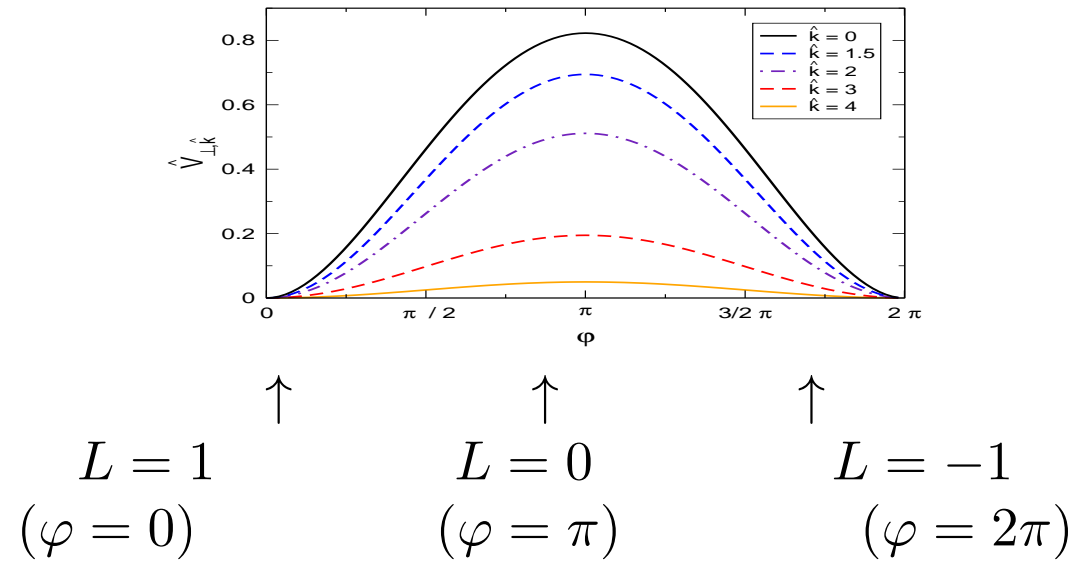 0.8
0.6
0.4
0.2
0
V̂⊥,k̂
k̂ = 0
k̂ = 1.5
k̂ = 2
k̂ = 3
k̂ = 4
0 π / 2 π 3/2 π 2 π
φ
↑ ↑ ↑
L = 1 L = 0 L = −1
(φ = 0) (φ = π) (φ = 2π)